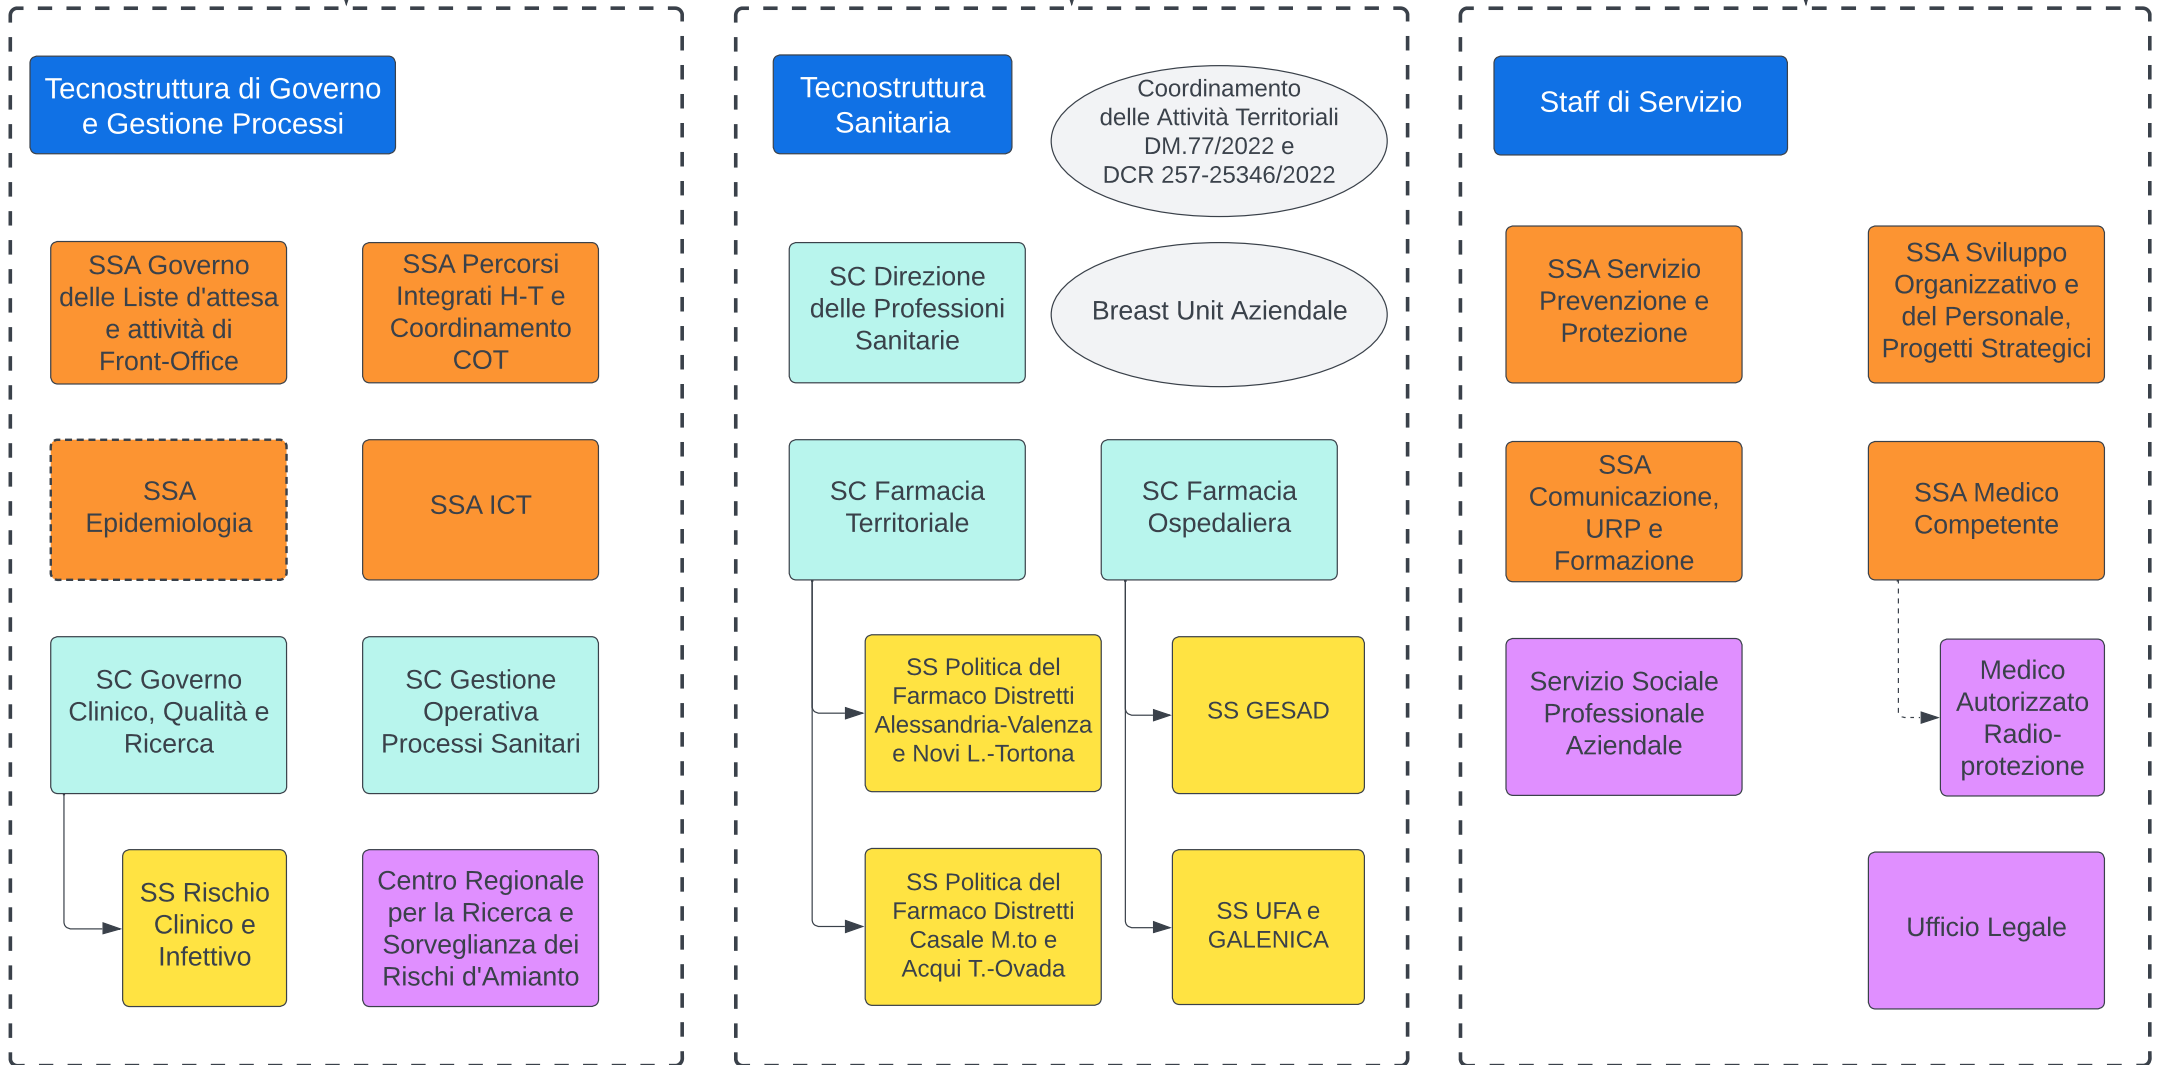 Tecnostruttura di Governo
e Gestione Processi
SSA Governo
delle Liste d'attesa
e attività di
Front-Office
SSA Percorsi
Integrati H-T e
Coordinamento
COT
SSA
Epidemiologia
SSA ICT
SC Governo
Clinico, Qualità e
Ricerca
SC Gestione
Operativa
Processi Sanitari
SS Rischio
Clinico e
Infettivo
Centro Regionale
per la Ricerca e
Sorveglianza dei
Rischi d'Amianto
Tecnostruttura
Sanitaria
Coordinamento
delle Attività Territoriali
DM.77/2022 e
DCR 257-25346/2022
SC Direzione
delle Professioni
Sanitarie
Breast Unit Aziendale
SC Farmacia
Territoriale
SC Farmacia
Ospedaliera
SS Politica del
Farmaco Distretti
Alessandria-Valenza
e Novi L.-Tortona
SS GESAD
SS Politica del
Farmaco Distretti
Casale M.to e
Acqui T.-Ovada
SS UFA e
GALENICA
Staff di Servizio
SSA Servizio
Prevenzione e
Protezione
SSA Sviluppo
Organizzativo e
del Personale,
Progetti Strategici
SSA
Comunicazione,
URP e
Formazione
SSA Medico
Competente
Servizio Sociale
Professionale
Aziendale
Medico
Autorizzato
Radio-
protezione
Ufficio Legale